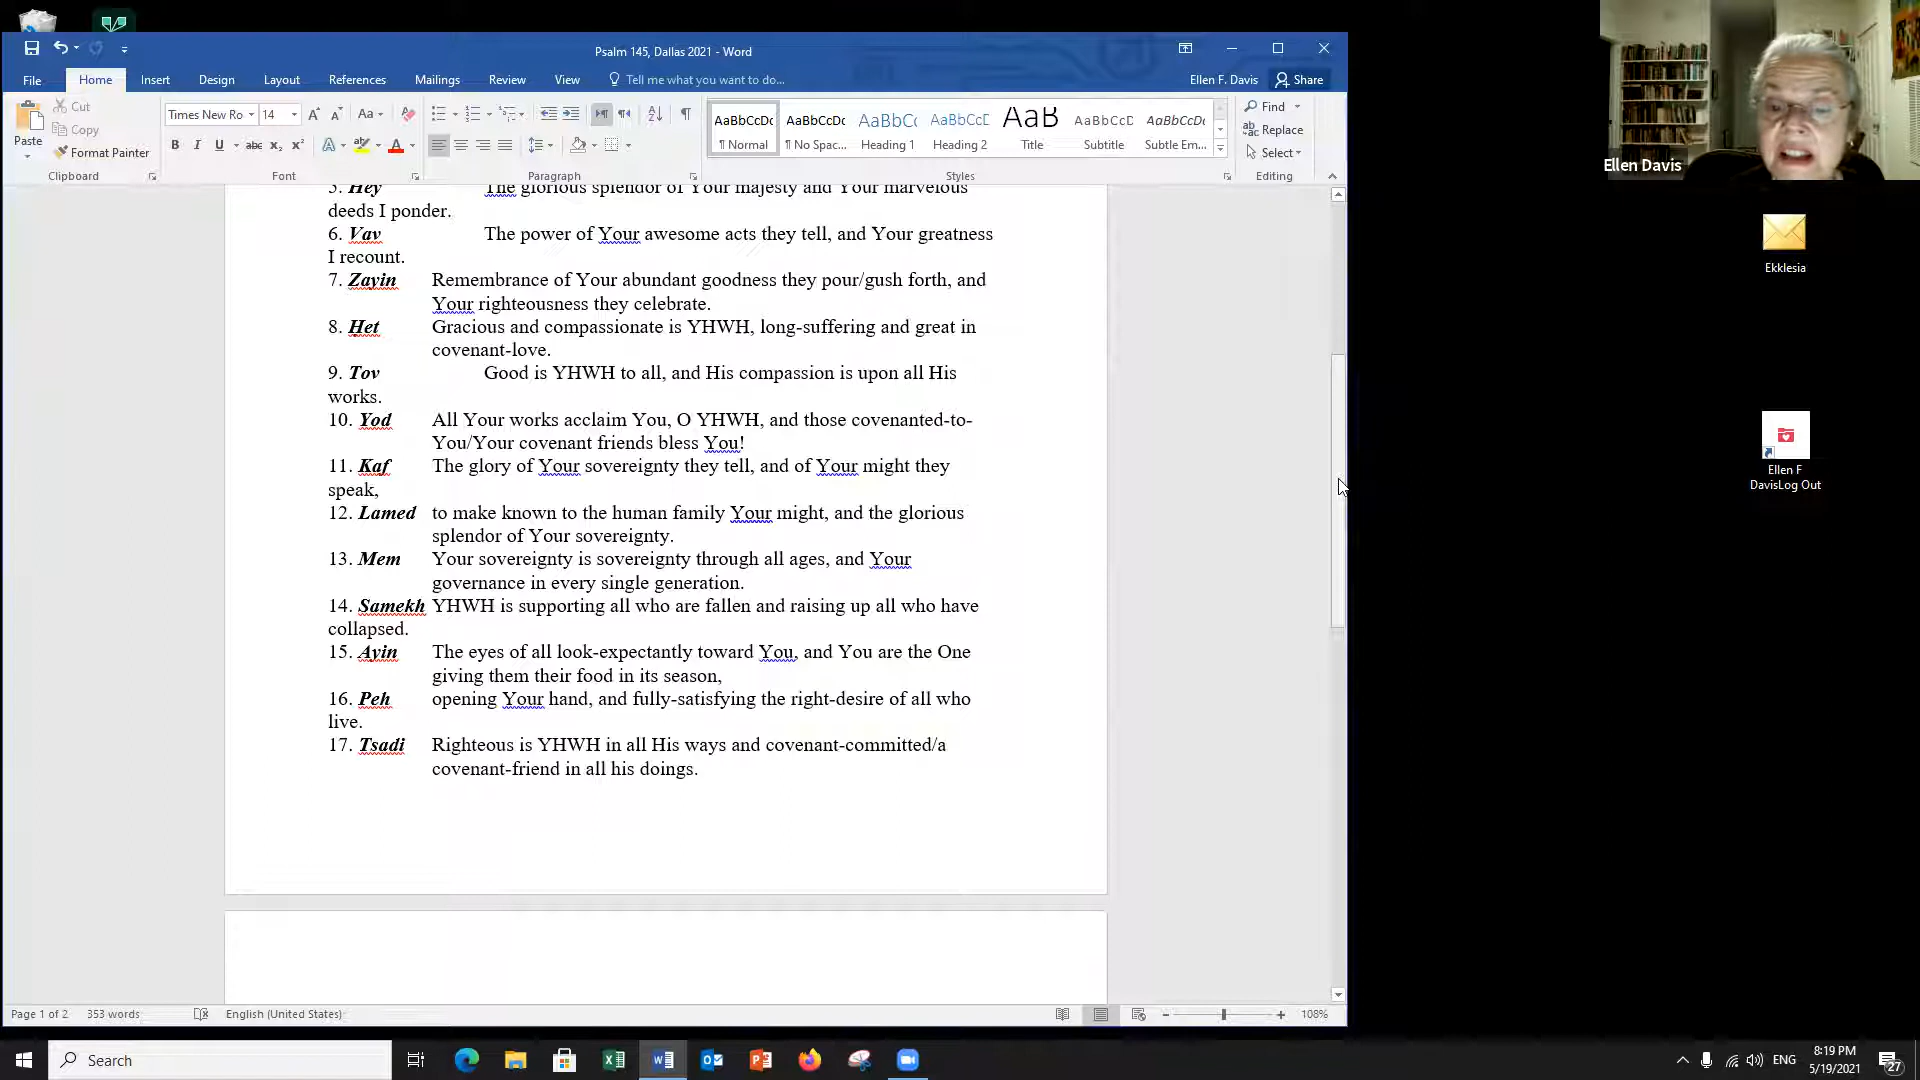 Psalm 145, Dallas 2021 - Word
File Home Insert Design Layout References Mailings Review View Tell me what you want to do... Ellen F. Davis Share
Paste
Cut
Copy
Format Painter
Clipboard
Times New Ro 14
Font
Paragraph
AaBbCcDc AaBbCcDc AaBbCc AaBbCcE AaB AaBbCcD AaBbCcDc
¶ Normal ¶ No Spac... Heading 1 Heading 2 Title Subtitle Subtle Em...
Styles
Find
Replace
Select
Editing
5. Hey The glorious splendor of Your majesty and Your marvelous
deeds I ponder.
6. Vav The power of Your awesome acts they tell, and Your greatness
I recount.
7. Zayin Remembrance of Your abundant goodness they pour/gush forth, and
Your righteousness they celebrate.
8. Het Gracious and compassionate is YHWH, long-suffering and great in
covenant-love.
9. Tov Good is YHWH to all, and His compassion is upon all His
works.
10. Yod All Your works acclaim You, O YHWH, and those covenanted-to-
You/Your covenant friends bless You!
11. Kaf The glory of Your sovereignty they tell, and of Your might they
speak,
12. Lamed to make known to the human family Your might, and the glorious
splendor of Your sovereignty.
13. Mem Your sovereignty is sovereignty through all ages, and Your
governance in every single generation.
14. Samekh YHWH is supporting all who are fallen and raising up all who have
collapsed.
15. Ayin The eyes of all look-expectantly toward You, and You are the One
giving them their food in its season,
16. Peh opening Your hand, and fully-satisfying the right-desire of all who
live.
17. Tsadi Righteous is YHWH in all His ways and covenant-committed/a
covenant-friend in all his doings.
Page 1 of 2 353 words English (United States) 108%
Search
ENG
8:19 PM
5/19/2021
27
Ellen Davis
Ekklesia
Ellen F
DavisLog Out